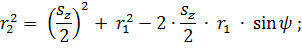 r₂² = (s_z/2)² + r₁² − 2 · s_z/2 · r₁ · sin ψ ;